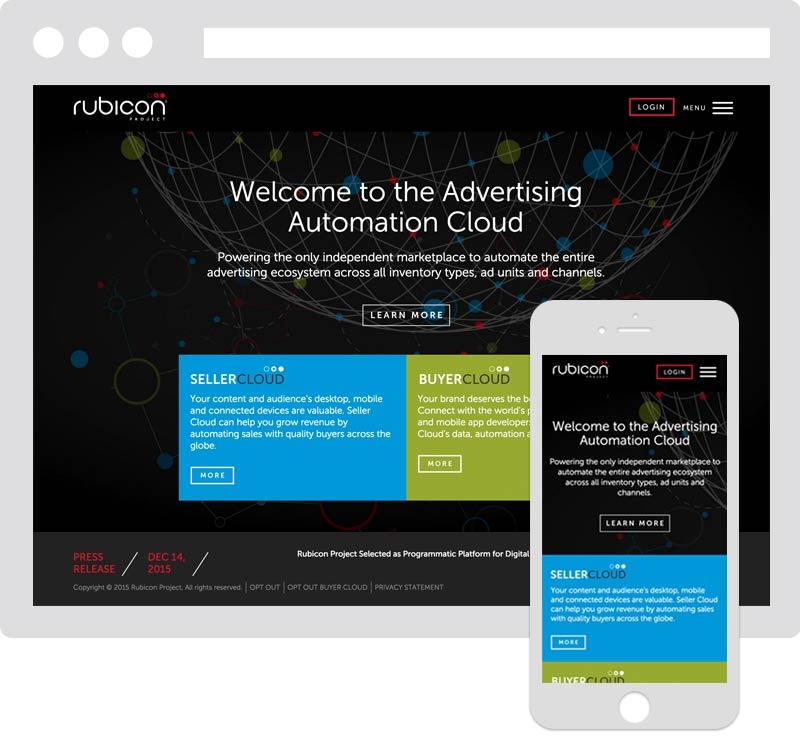 rubicon
PROJECT
LOGIN
MENU
Welcome to the Advertising
Automation Cloud
Powering the only independent marketplace to automate the entire
advertising ecosystem across all inventory types, ad units and channels.
LEARN MORE
SELLERCLOUD
Your content and audience's desktop, mobile
and connected devices are valuable. Seller
Cloud can help you grow revenue by
automating sales with quality buyers across the
globe.
MORE
BUYERCLOUD
Your brand deserves the
Connect with the world's
and mobile app developers
Cloud's data, automation
MORE
PRESS
RELEASE
DEC 14,
2015
Rubicon Project Selected as Programmatic Platform for Digital
Copyright © 2015 Rubicon Project. All rights reserved.
OPT OUT
OPT OUT BUYER CLOUD
PRIVACY STATEMENT
rubicon
PROJECT
LOGIN
Welcome to the Advertising
Automation Cloud
Powering the only independent marketplace to
automate the entire advertising ecosystem
across all inventory types, ad units and
channels.
LEARN MORE
SELLERCLOUD
Your content and audience's desktop, mobile
and connected devices are valuable. Seller Cloud
can help you grow revenue by automating sales
with quality buyers across the globe.
MORE
BUYERCLOUD